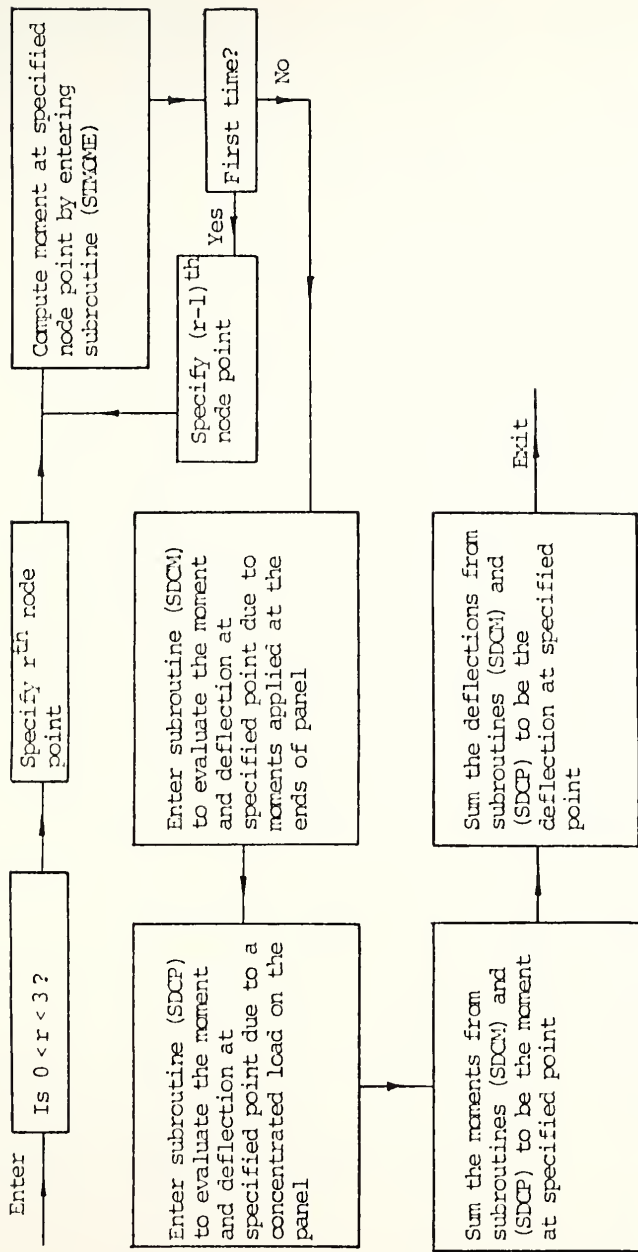 Enter
Is 0 < r < 3 ?
Specify rth node
point
Compute moment at specified
node point by entering
subroutine (STMOME)
First time?
Yes
No
Specify (r-1)th
node point
Enter subroutine (SDCM)
to evaluate the moment
and deflection at
specified point due to
moments applied at the
ends of panel
Enter subroutine (SDCP)
to evaluate the moment
and deflection at
specified point due to a
concentrated load on the
panel
Sum the moments from
subroutines (SDCM) and
(SDCP) to be the moment
at specified point
Sum the deflections from
subroutines (SDCM) and
(SDCP) to be the
deflection at specified
point
Exit